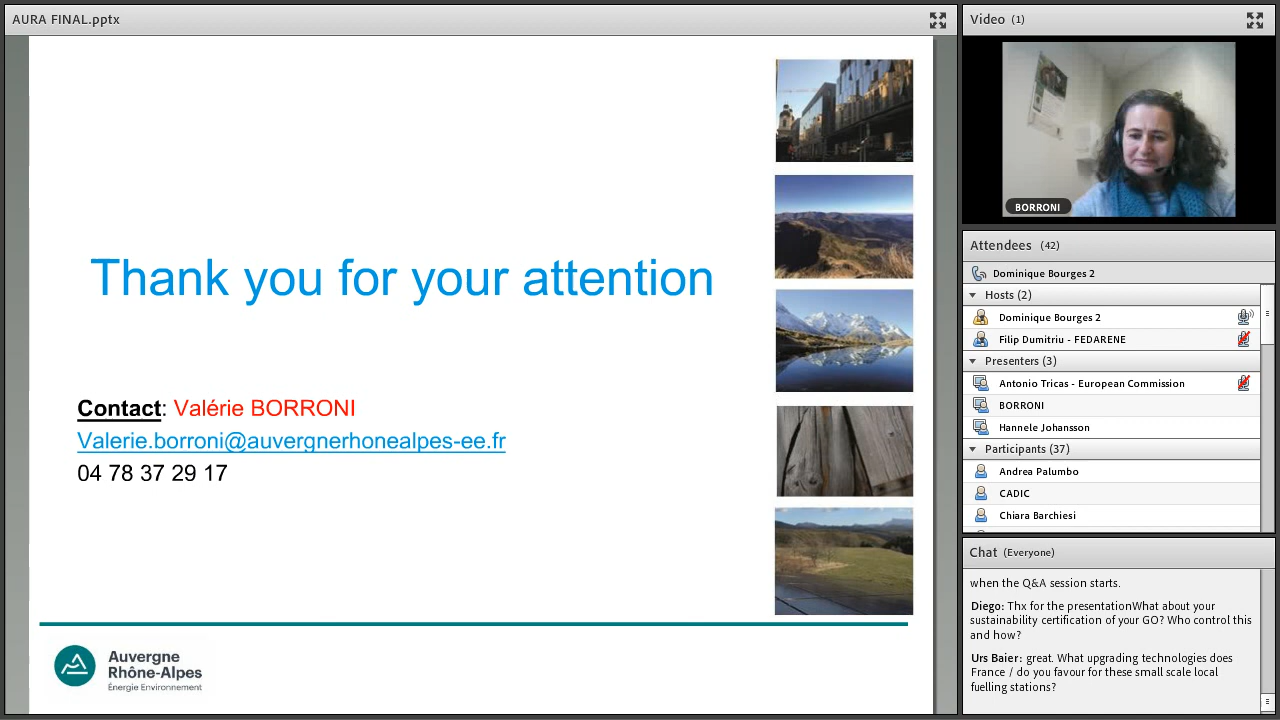 AURA FINAL.pptx
Thank you for your attention
Contact: Valérie BORRONI
Valerie.borroni@auvergnerhonealpes-ee.fr
04 78 37 29 17
Auvergne
Rhône-Alpes
Énergie Environnement
Video (1)
BORRONI
Attendees (42)
Dominique Bourges 2
Hosts (2)
Dominique Bourges 2
Filip Dumitriu - FEDARENE
Presenters (3)
Antonio Tricas - European Commission
BORRONI
Hannele Johansson
Participants (37)
Andrea Palumbo
CADIC
Chiara Barchiesi
Chat (Everyone)
when the Q&A session starts.
Diego: Thx for the presentationWhat about your
sustainability certification of your GO? Who control this
and how?
Urs Baier: great. What upgrading technologies does
France / do you favour for these small scale local
fuelling stations?